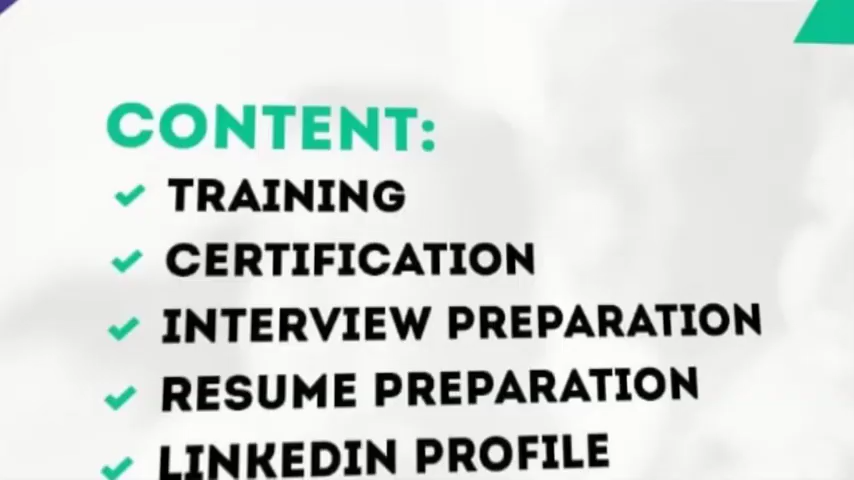 CONTENT:
TRAINING
CERTIFICATION
INTERVIEW PREPARATION
RESUME PREPARATION
LINKEDIN PROFILE